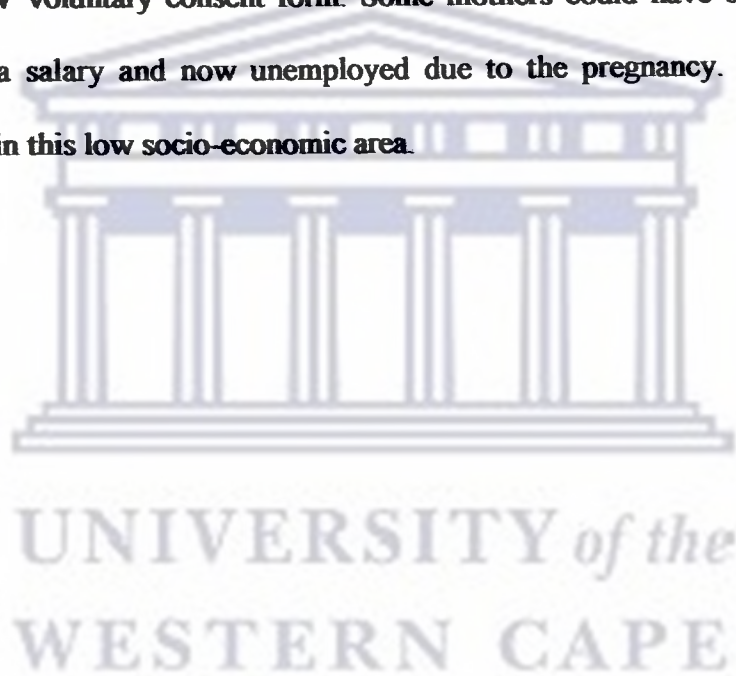 voluntary consent form. Some mothers could have
a salary and now unemployed due to the pregnancy.
in this low socio-economic area.
UNIVERSITY of the
WESTERN CAPE